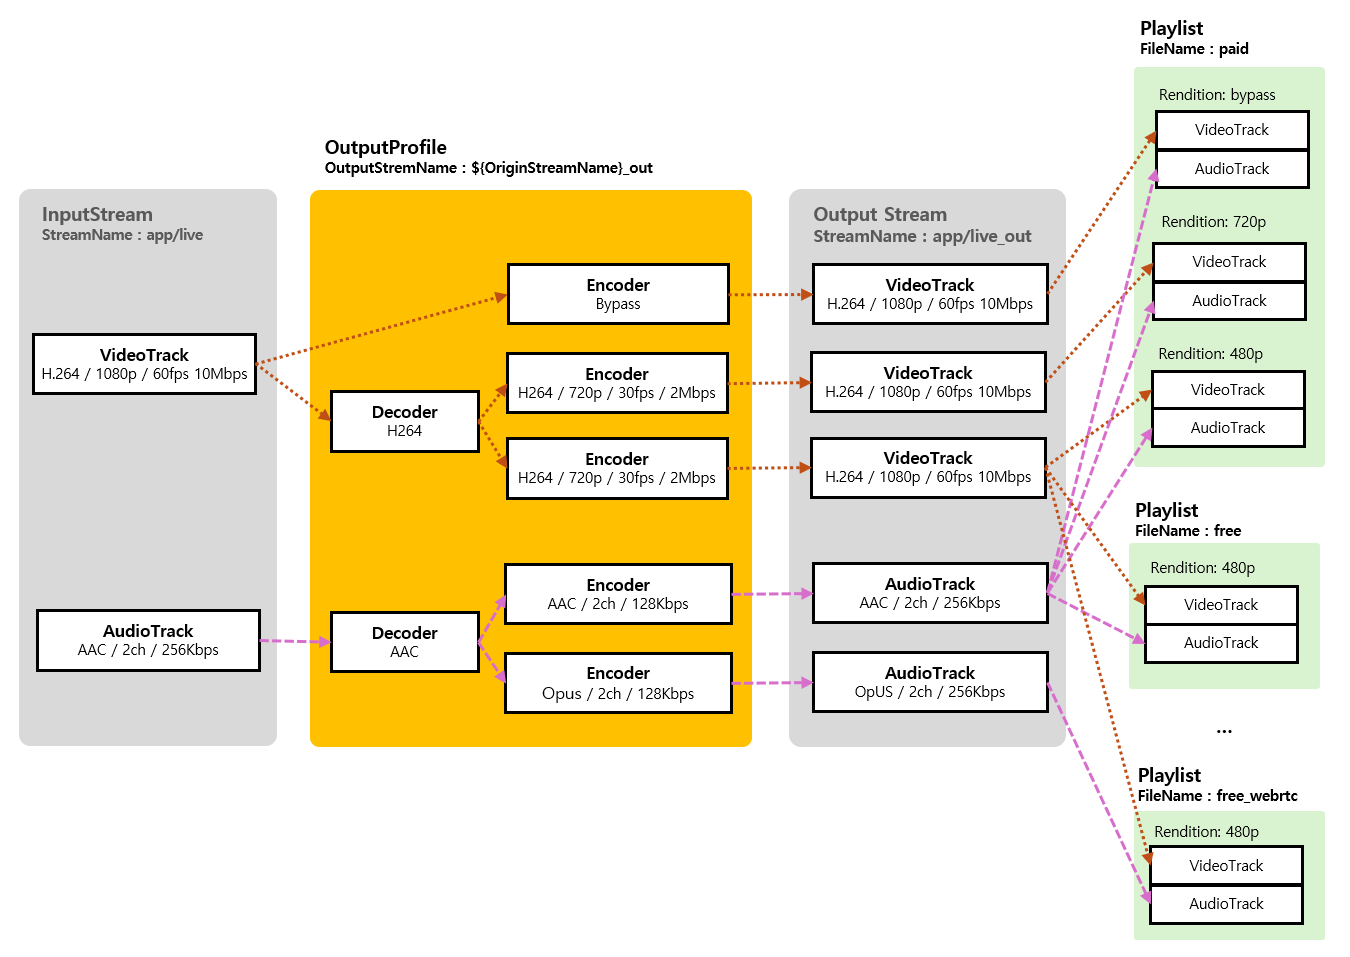 InputStream
StreamName : app/live
VideoTrack
H.264 / 1080p / 60fps 10Mbps
AudioTrack
AAC / 2ch / 256Kbps
OutputProfile
OutputStremName : ${OriginStreamName}_out
Encoder
Bypass
Decoder
H264
Encoder
H264 / 720p / 30fps / 2Mbps
Encoder
H264 / 720p / 30fps / 2Mbps
Decoder
AAC
Encoder
AAC / 2ch / 128Kbps
Encoder
Opus / 2ch / 128Kbps
Output Stream
StreamName : app/live_out
VideoTrack
H.264 / 1080p / 60fps 10Mbps
VideoTrack
H.264 / 1080p / 60fps 10Mbps
VideoTrack
H.264 / 1080p / 60fps 10Mbps
AudioTrack
AAC / 2ch / 256Kbps
AudioTrack
OpUS / 2ch / 256Kbps
Playlist
FileName : paid
Rendition: bypass
VideoTrack
AudioTrack
Rendition: 720p
VideoTrack
AudioTrack
Rendition: 480p
VideoTrack
AudioTrack
Playlist
FileName : free
Rendition: 480p
VideoTrack
AudioTrack
...
Playlist
FileName : free_webrtc
Rendition: 480p
VideoTrack
AudioTrack